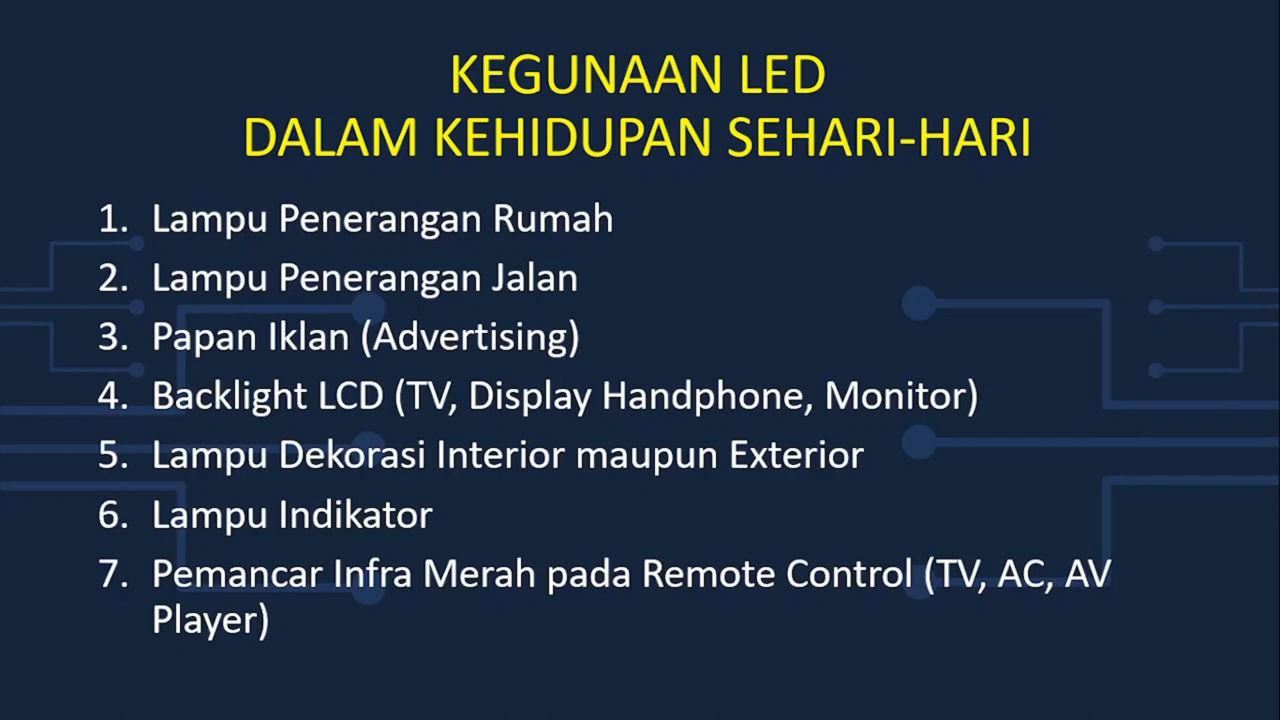 KEGUNAAN LED
DALAM KEHIDUPAN SEHARI-HARI
1. Lampu Penerangan Rumah
2. Lampu Penerangan Jalan
3. Papan Iklan (Advertising)
4. Backlight LCD (TV, Display Handphone, Monitor)
5. Lampu Dekorasi Interior maupun Exterior
6. Lampu Indikator
7. Pemancar Infra Merah pada Remote Control (TV, AC, AV
Player)